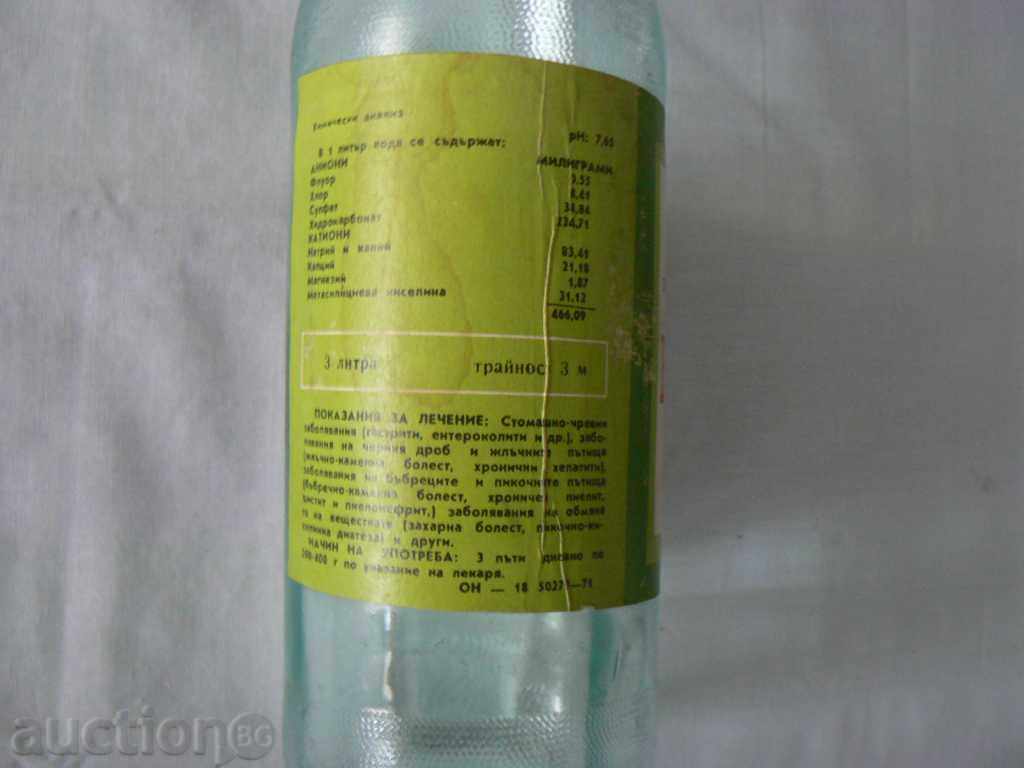 Химически анализ
pH: 7,65
В 1 литър вода се съдържат:
АНИОНИ МИЛИГРАМИ
Флуор 0,55
Хлор 8,61
Сулфат 34,84
Хидрокарбонат 224,71
КАТИОНИ
Натрий и калий 83,41
Калций 21,18
Магнезий 1,87
Метасилициева киселина 31,12
466,09
3 литра трайност 3 м
ПОКАЗАНИЯ ЗА ЛЕЧЕНИЕ: Стомашно-чревни
заболявания (гастрити, ентероколити и др.), забо-
лявания на черния дроб и жлъчните пътища
(жлъчно-каменна болест, хронични хепатити),
заболявания на бъбреците и пикочните пътища
(бъбречно-каменна болест, хроничен пиелит,
цистит и пиелонефрит,) заболявания на обмяна
та на веществата (захарна болест, пикочно-ки-
селинна диатеза) и други.
НАЧИН НА УПОТРЕБА: 3 пъти дневно по
200-400 г по указание на лекаря.
ОН — 18 50271—71
auctionBG